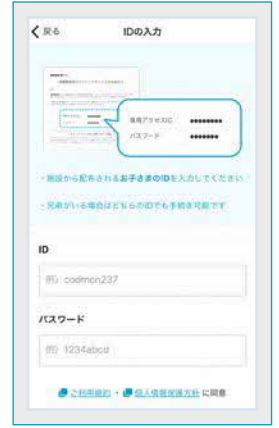 戻る
IDの入力
専用アクセスID ●●●●●●●●
パスワード ●●●●●●●
・施設から配布されるお子さまのIDを入力してください
・兄弟がいる場合はどちらのIDでも手続き可能です
ID
例) codmon237
パスワード
例) 1234abcd
ご利用規約 ・ 個人情報保護方針 に同意